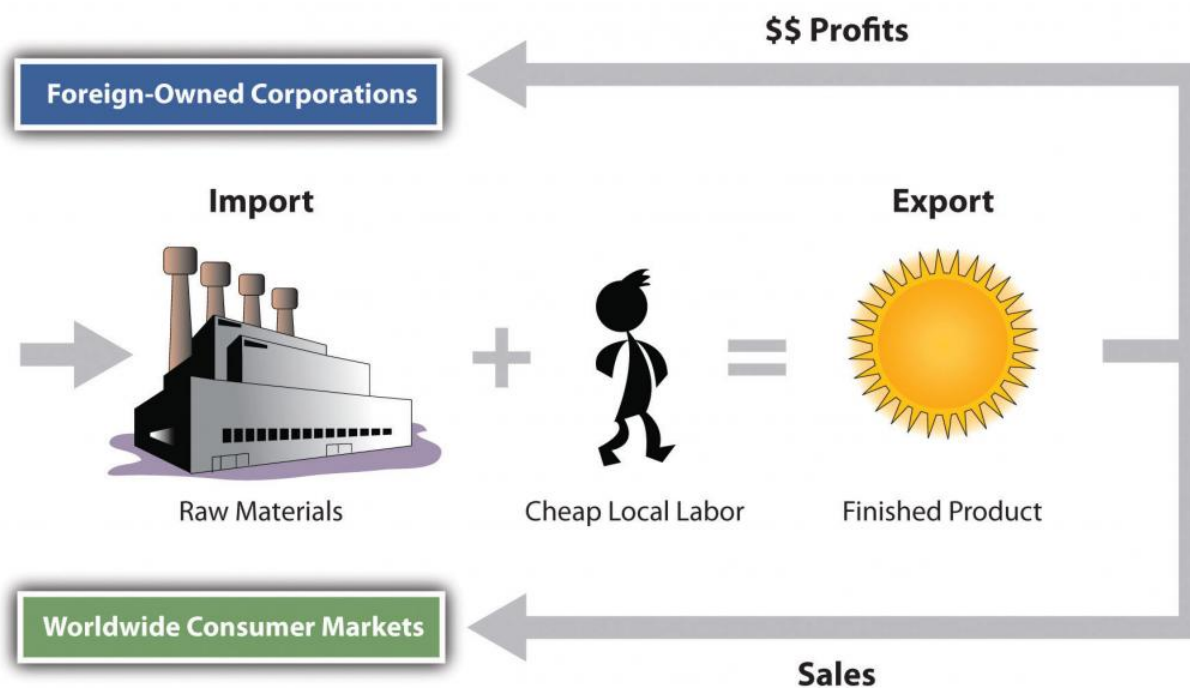 $$ Profits
Foreign-Owned Corporations
Import
Export
Raw Materials
Cheap Local Labor
Finished Product
Worldwide Consumer Markets
Sales